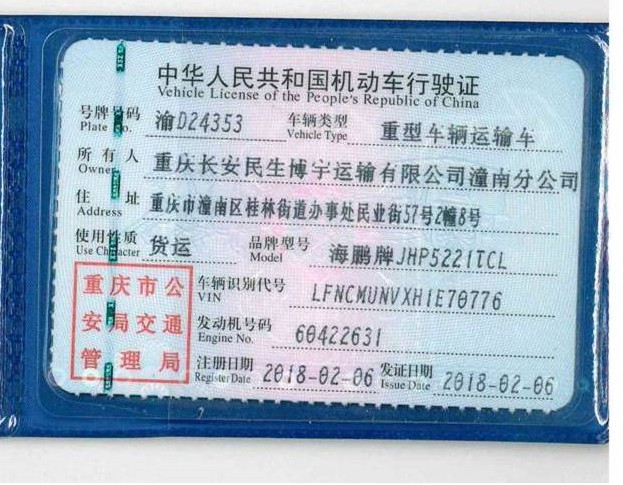 中华人民共和国机动车行驶证
Vehicle License of the People's Republic of China
号牌号码 渝D24353 车辆类型 重型车辆运输车
Plate No. Vehicle Type
所有人 重庆长安民生博宇运输有限公司潼南分公司
Owner
住址 重庆市潼南区桂林街道办事处民业街57号2幢8号
Address
使用性质 货运 品牌型号 海鹏牌JHP5221TCL
Use Character Model
车辆识别代号 LFNCMUNVXH1E70776
VIN
发动机号码 60422631
Engine No.
注册日期 2018-02-06 发证日期 2018-02-06
Register Date Issue Date
重庆市公
安局交通
管理局